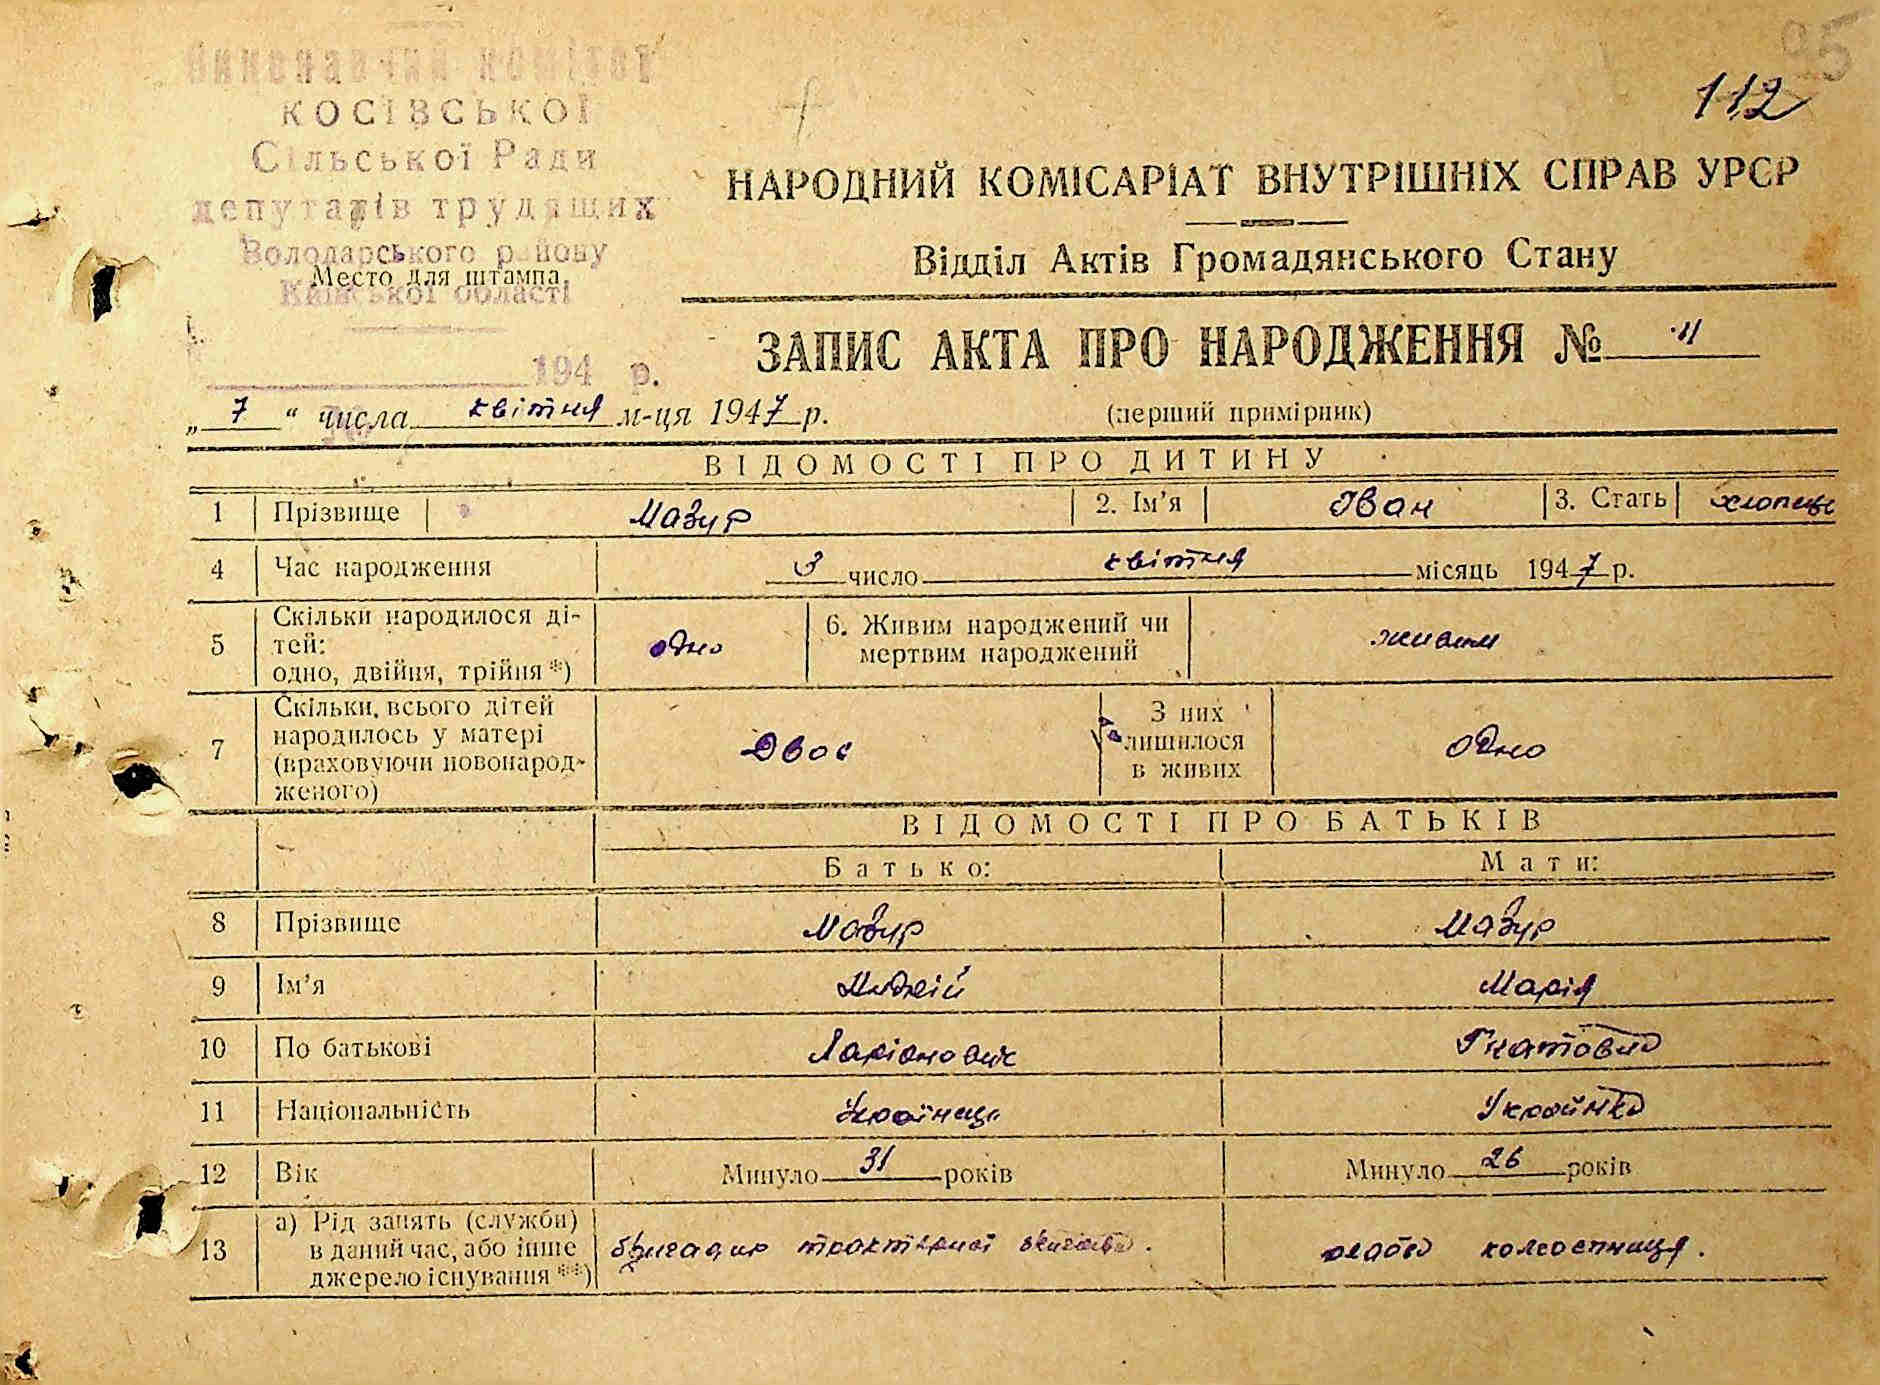 95
112
Виконавчий комітет
КОСІВСЬКОЇ
Сільської Ради
депутатів трудящих
Володарського району
Київської області
Место для штампа
194 р.
НАРОДНИЙ КОМІСАРІАТ ВНУТРІШНІХ СПРАВ УРСР
Відділ Актів Громадянського Стану
ЗАПИС АКТА ПРО НАРОДЖЕННЯ № 11
„ 7 “ числа квітня м-ця 1947 р. (перший примірник)
ВІДОМОСТІ ПРО ДИТИНУ
1 Прізвище Мазур 2. Ім’я Іван 3. Стать хлопець
4 Час народження 3 число квітня місяць 1947 р.
5 Скільки народилося ді-
тей:
одно, двійня, трійня *) одно 6. Живим народжений чи
мертвим народжений живим
7 Скільки всього дітей
народилось у матері
(враховуючи новонарод-
женого) Двоє З них
лишилося
в живих одно
ВІДОМОСТІ ПРО БАТЬКІВ
Батько: Мати:
8 Прізвище Мазур Мазур
9 Ім’я Марія
10 По батькові Ларіонович Гнатовна
11 Національність Українець Українка
12 Вік Минуло 31 років Минуло 26 років
13 а) Рід занять (служби)
в даний час, або інше
джерело існування **) бригадир тракторної бригади. рядова колгоспниця.